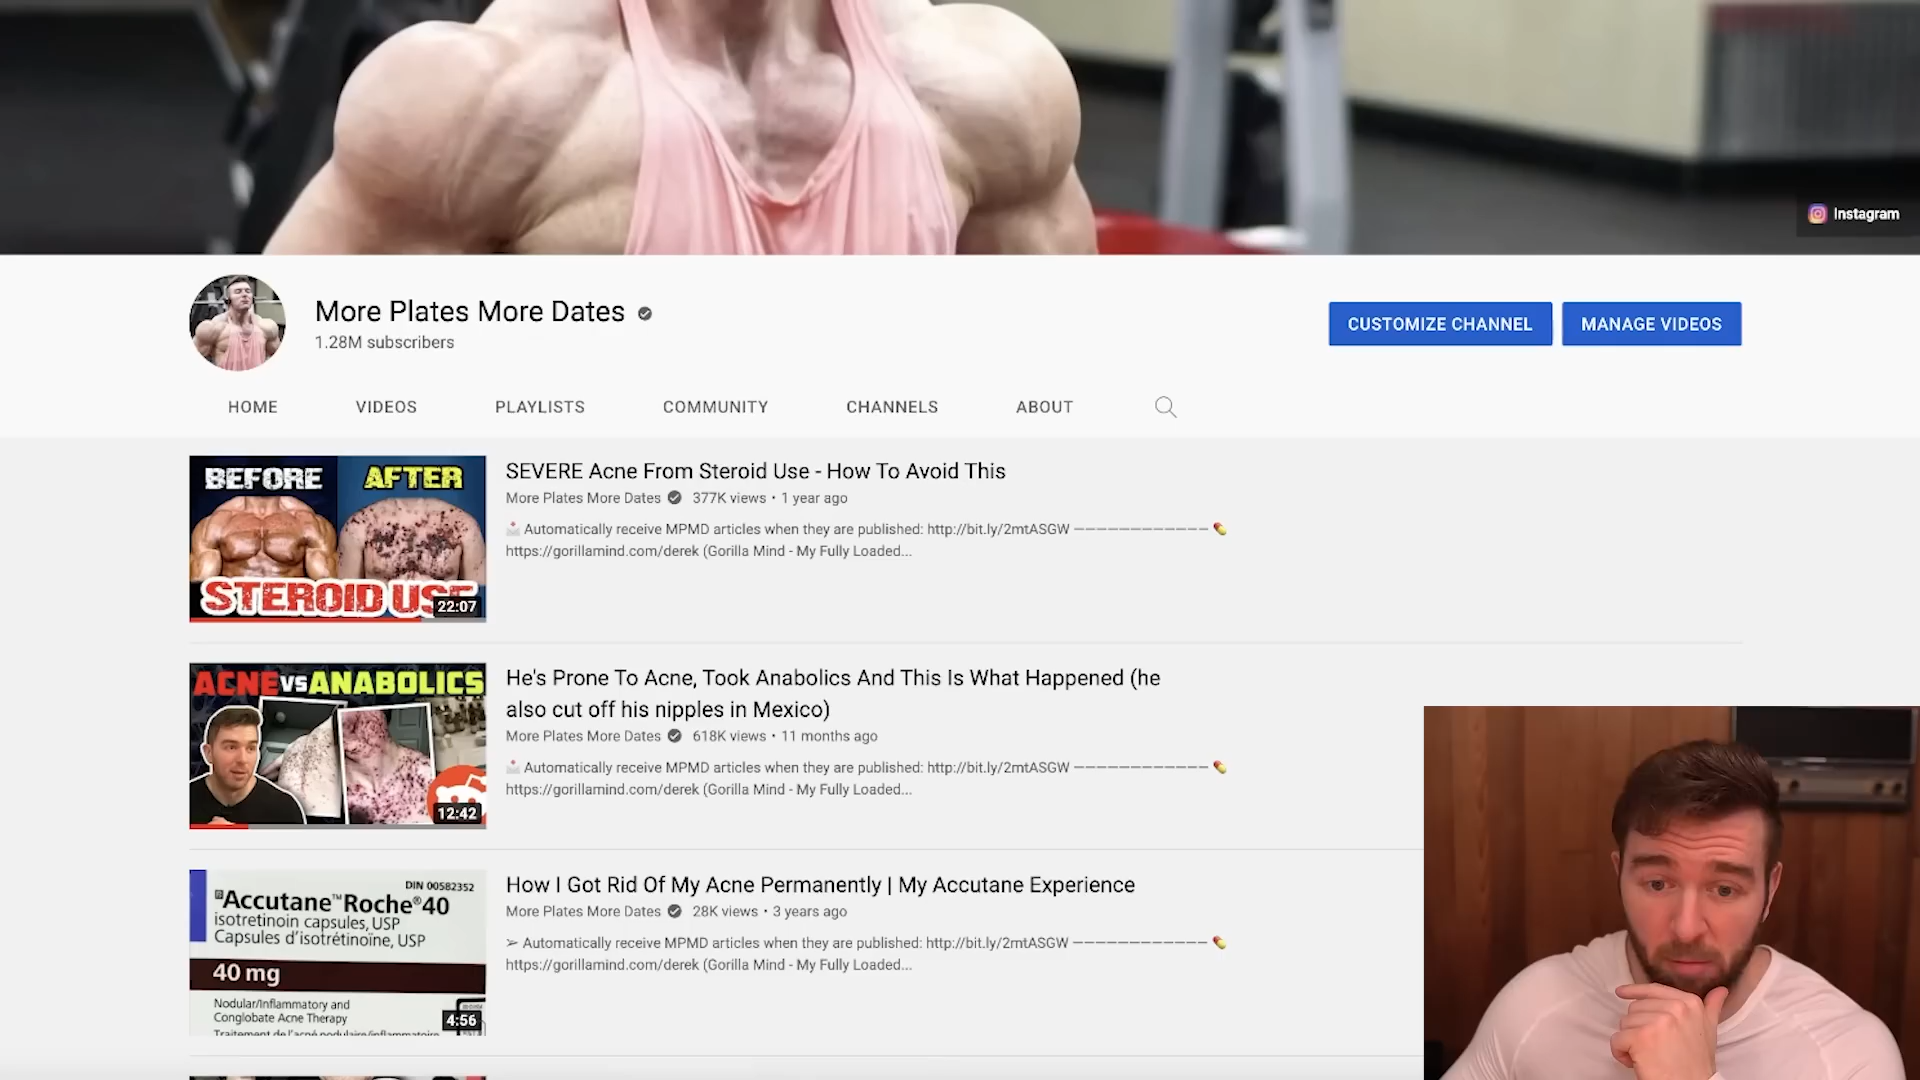 Instagram
More Plates More Dates
1.28M subscribers
CUSTOMIZE CHANNEL
MANAGE VIDEOS
HOME
VIDEOS
PLAYLISTS
COMMUNITY
CHANNELS
ABOUT
BEFORE
AFTER
STEROID USE
22:07
SEVERE Acne From Steroid Use - How To Avoid This
More Plates More Dates 377K views • 1 year ago
Automatically receive MPMD articles when they are published: http://bit.ly/2mtASGW ------------
https://gorillamind.com/derek (Gorilla Mind - My Fully Loaded...
ACNE VS ANABOLICS
12:42
He's Prone To Acne, Took Anabolics And This Is What Happened (he
also cut off his nipples in Mexico)
More Plates More Dates 618K views • 11 months ago
Automatically receive MPMD articles when they are published: http://bit.ly/2mtASGW ------------
https://gorillamind.com/derek (Gorilla Mind - My Fully Loaded...
DIN 00582352
Accutane™ Roche® 40
isotretinoin capsules, USP
Capsules d'isotrétinoïne, USP
40 mg
Nodular/Inflammatory and
Conglobate Acne Therapy
Traitement de l'acné nodulaire/inflammatoire
4:56
How I Got Rid Of My Acne Permanently | My Accutane Experience
More Plates More Dates 28K views • 3 years ago
➢ Automatically receive MPMD articles when they are published: http://bit.ly/2mtASGW ------------
https://gorillamind.com/derek (Gorilla Mind - My Fully Loaded...